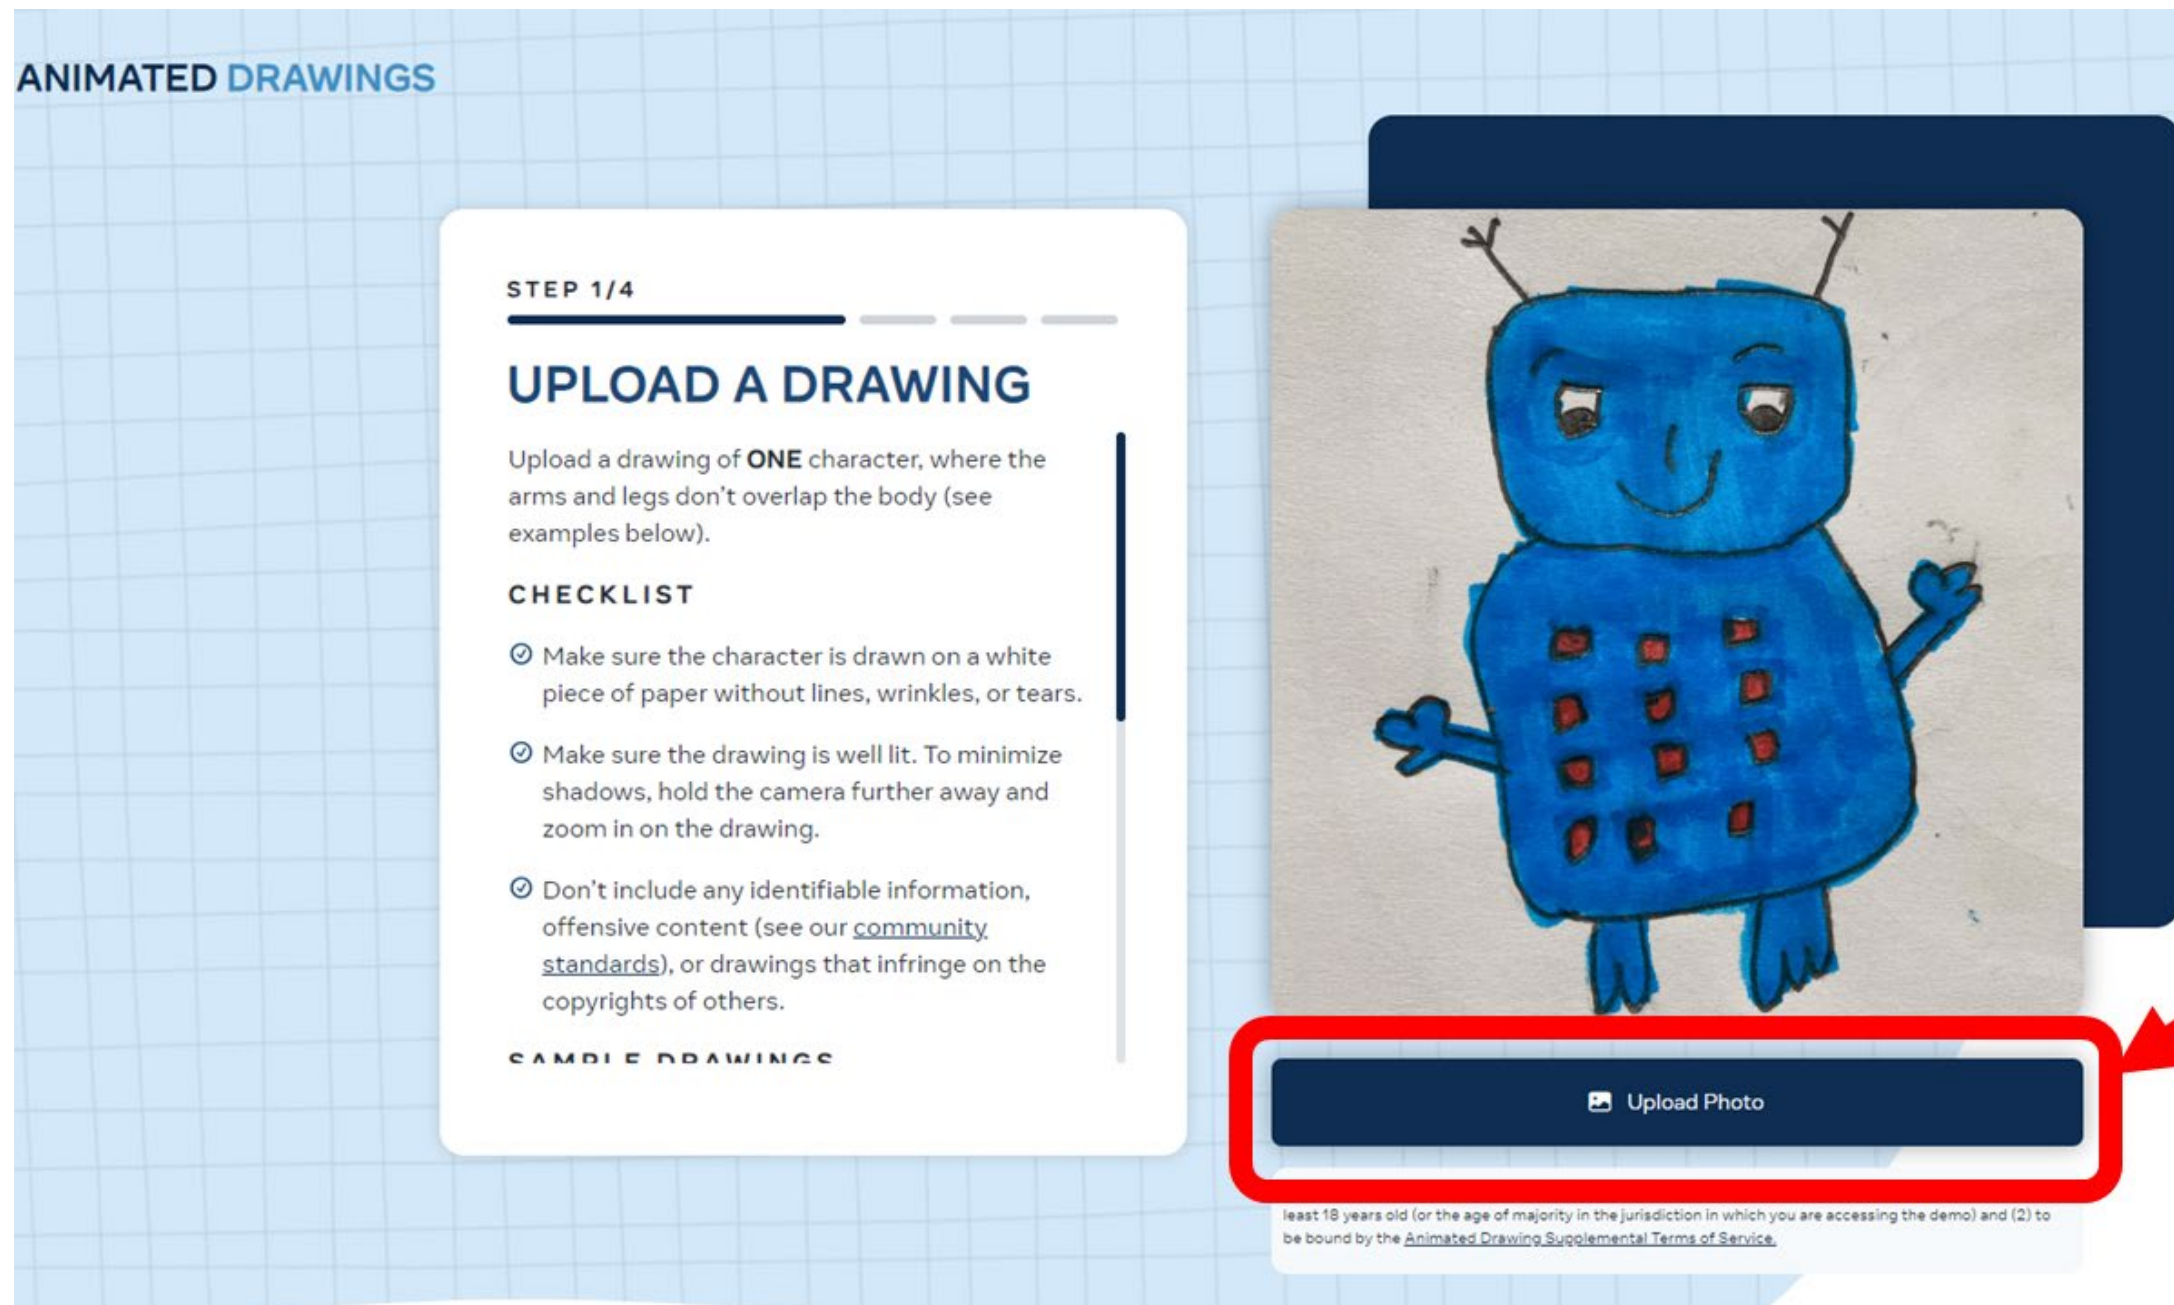 ANIMATED DRAWINGS
STEP 1/4
UPLOAD A DRAWING
Upload a drawing of ONE character, where the
arms and legs don't overlap the body (see
examples below).
CHECKLIST
Make sure the character is drawn on a white
piece of paper without lines, wrinkles, or tears.
Make sure the drawing is well lit. To minimize
shadows, hold the camera further away and
zoom in on the drawing.
Don't include any identifiable information,
offensive content (see our community
standards), or drawings that infringe on the
copyrights of others.
SAMPLE DRAWINGS
Upload Photo
least 18 years old (or the age of majority in the jurisdiction in which you are accessing the demo) and (2) to
be bound by the Animated Drawing Supplemental Terms of Service.